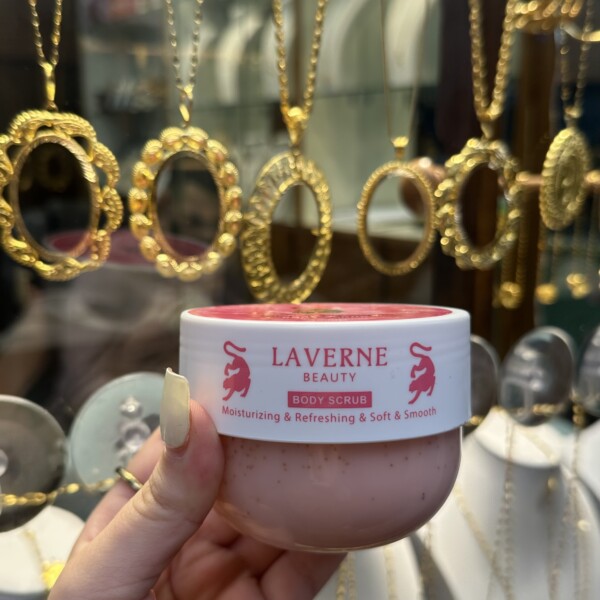 LAVERNE
BEAUTY
BODY SCRUB
Moisturizing & Refreshing & Soft & Smooth